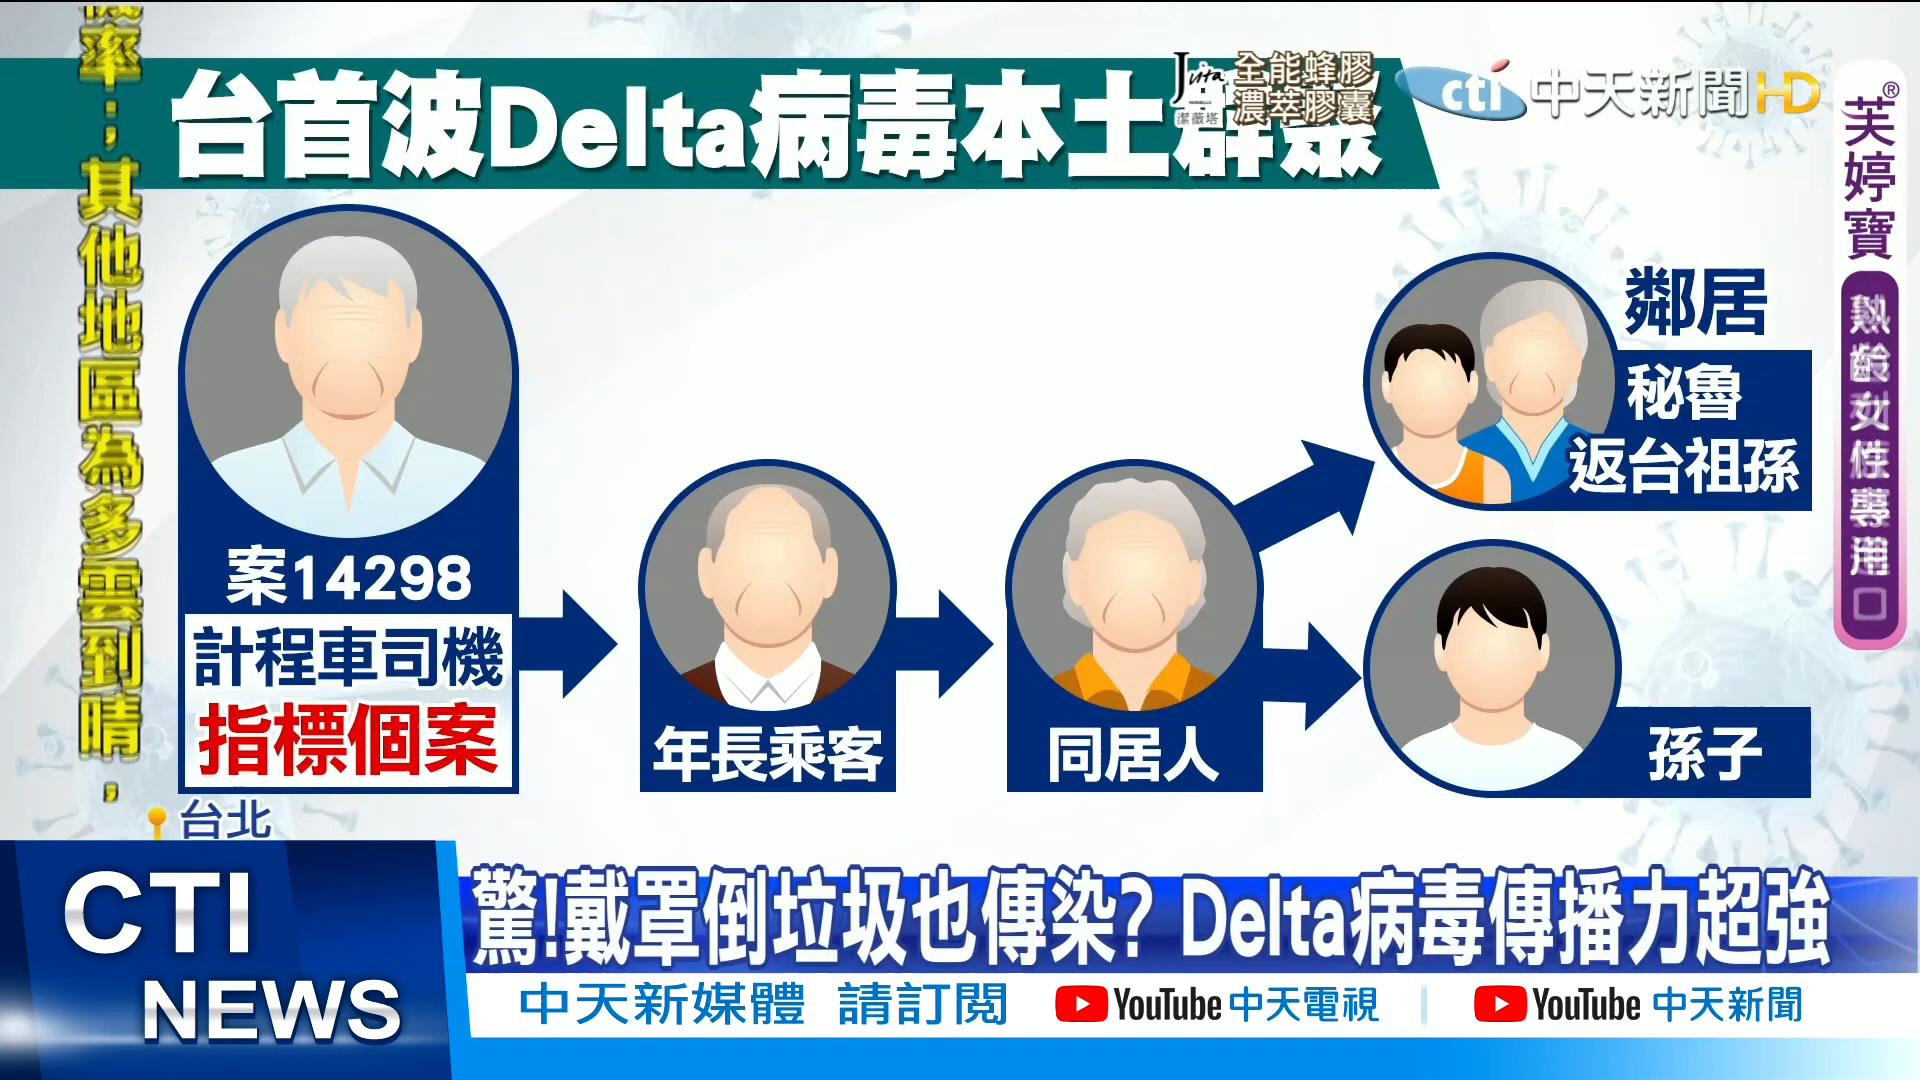 率;其他地區為多雲到晴,
台首波Delta病毒本土群聚
Jvita
潔薇塔
全能蜂膠
濃萃膠囊
cti 中天新聞HD
芙婷寶®
熟齡女性專用
案14298
計程車司機
指標個案
年長乘客
同居人
鄰居
秘魯
返台祖孫
孫子
台北
CTI
NEWS
驚!戴罩倒垃圾也傳染? Delta病毒傳播力超強
中天新媒體 請訂閱 YouTube 中天電視 | YouTube 中天新聞